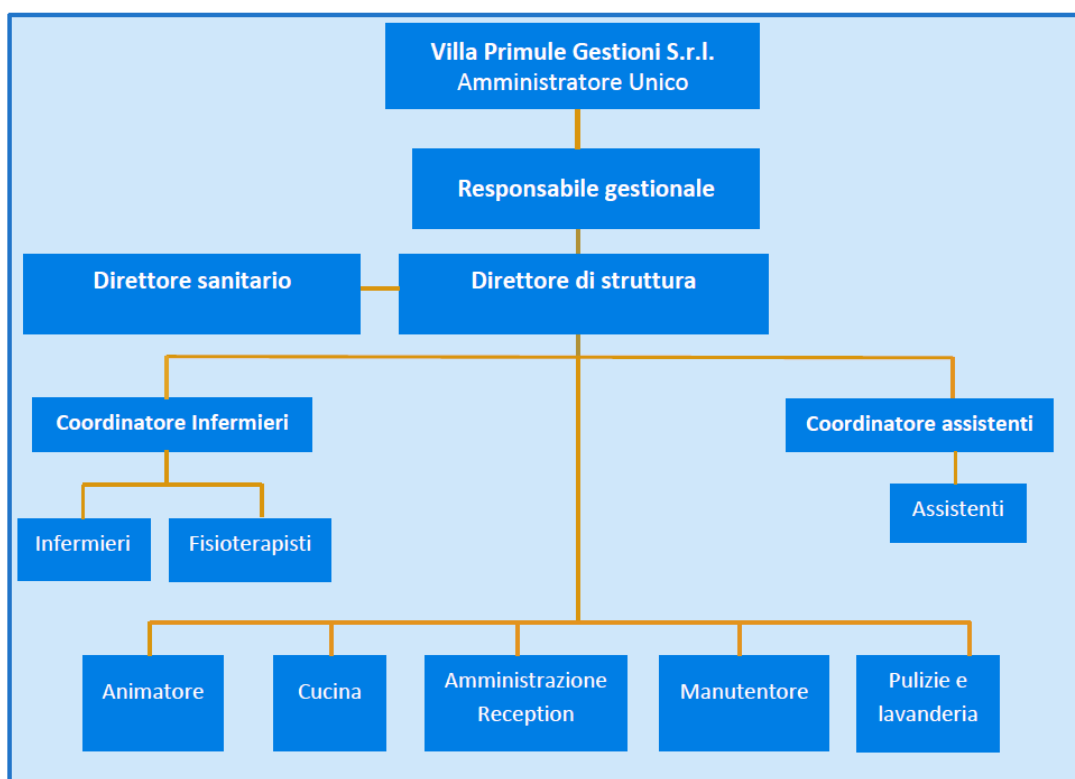 Villa Primule Gestioni S.r.l.
Amministratore Unico
Responsabile gestionale
Direttore sanitario
Direttore di struttura
Coordinatore Infermieri
Coordinatore assistenti
Infermieri
Fisioterapisti
Assistenti
Animatore
Cucina
Amministrazione
Reception
Manutentore
Pulizie e
lavanderia